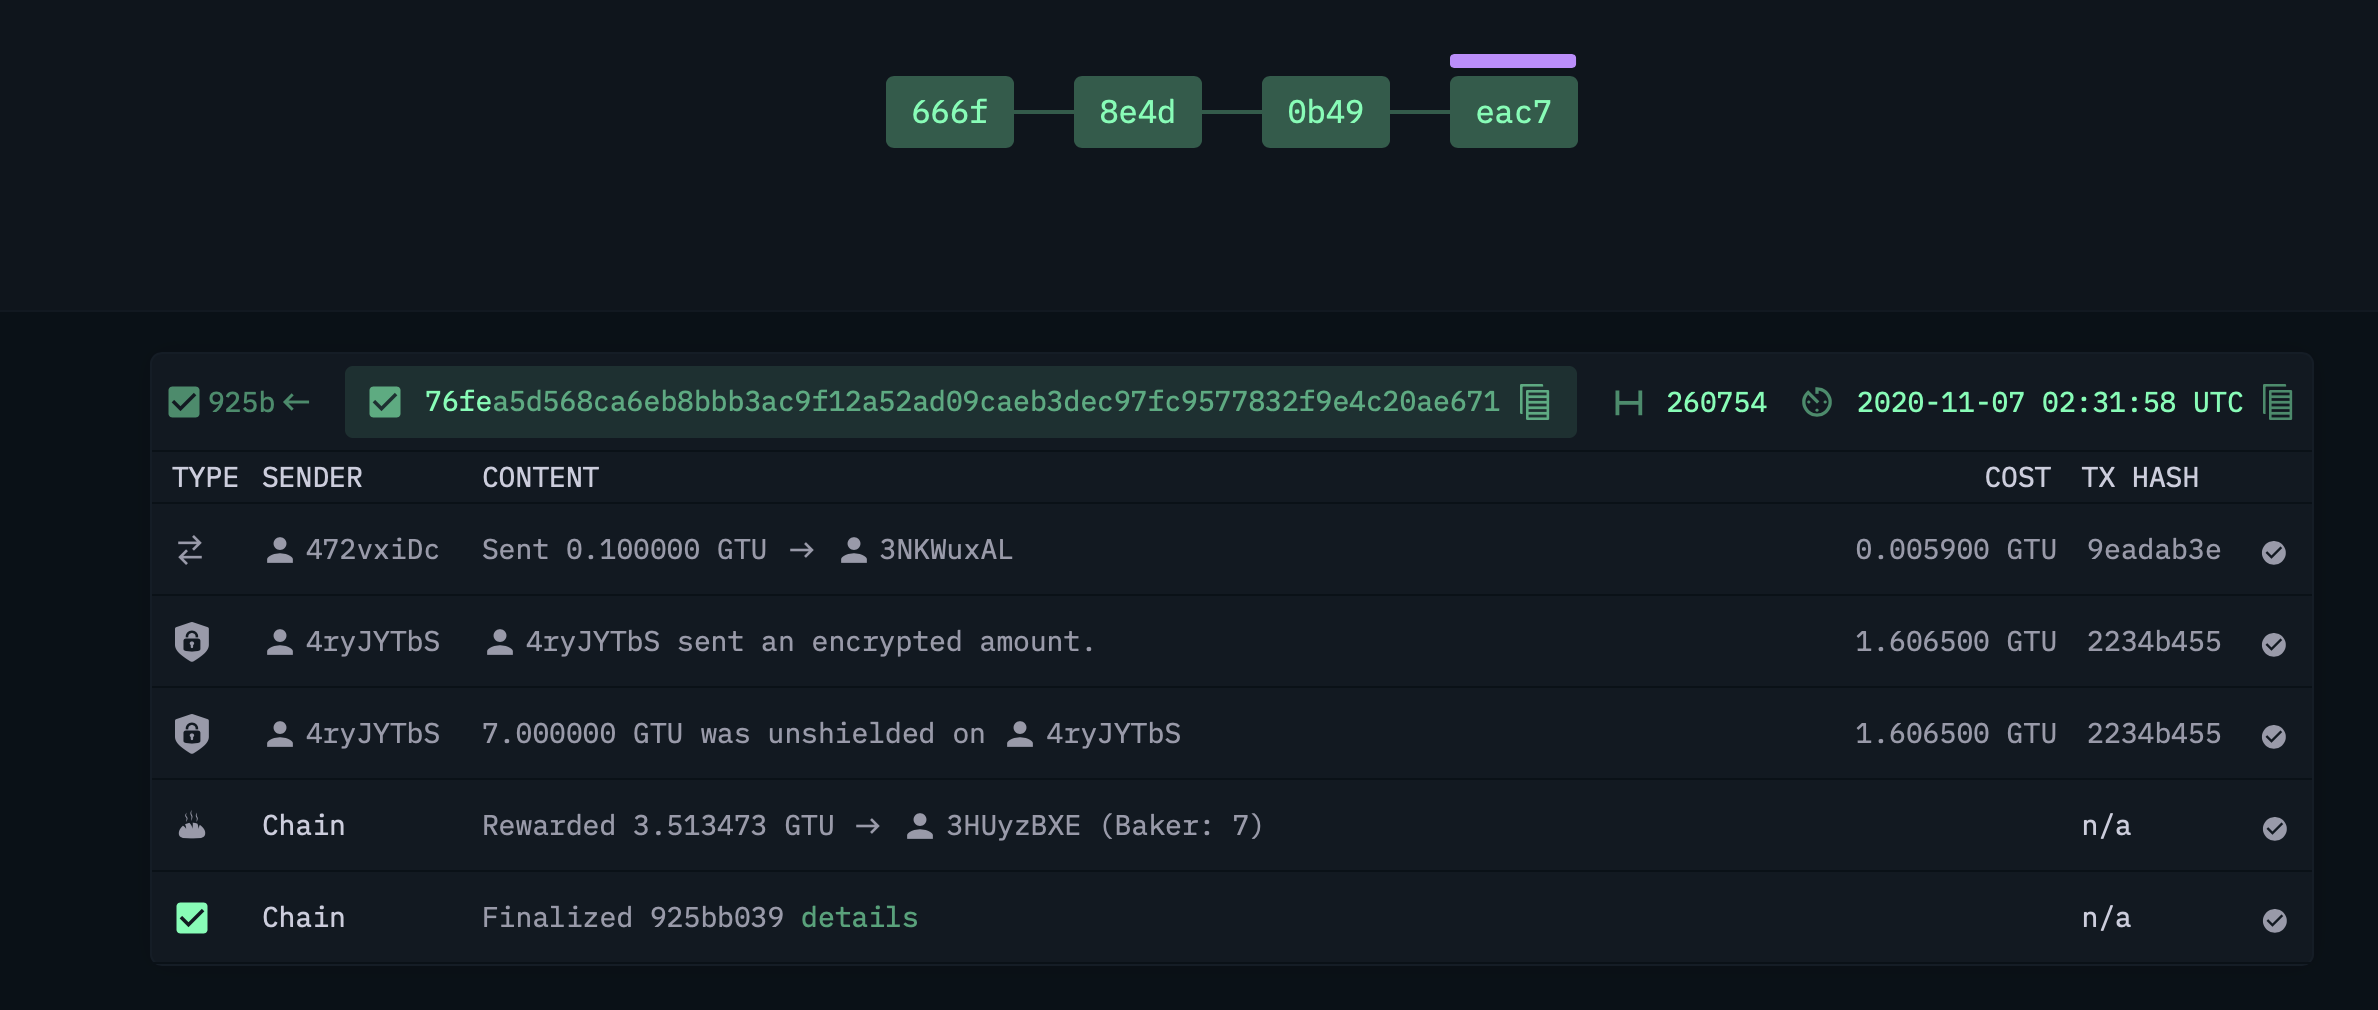 666f 8e4d 0b49 eac7
925b ← 76fea5d568ca6eb8bbb3ac9f12a52ad09caeb3dec97fc9577832f9e4c20ae671 260754 2020-11-07 02:31:58 UTC
TYPE SENDER CONTENT COST TX HASH
472vxiDc Sent 0.100000 GTU → 3NKWuxAL 0.005900 GTU 9eadab3e
4ryJYTbS 4ryJYTbS sent an encrypted amount. 1.606500 GTU 2234b455
4ryJYTbS 7.000000 GTU was unshielded on 4ryJYTbS 1.606500 GTU 2234b455
Chain Rewarded 3.513473 GTU → 3HUyzBXE (Baker: 7) n/a
Chain Finalized 925bb039 details n/a